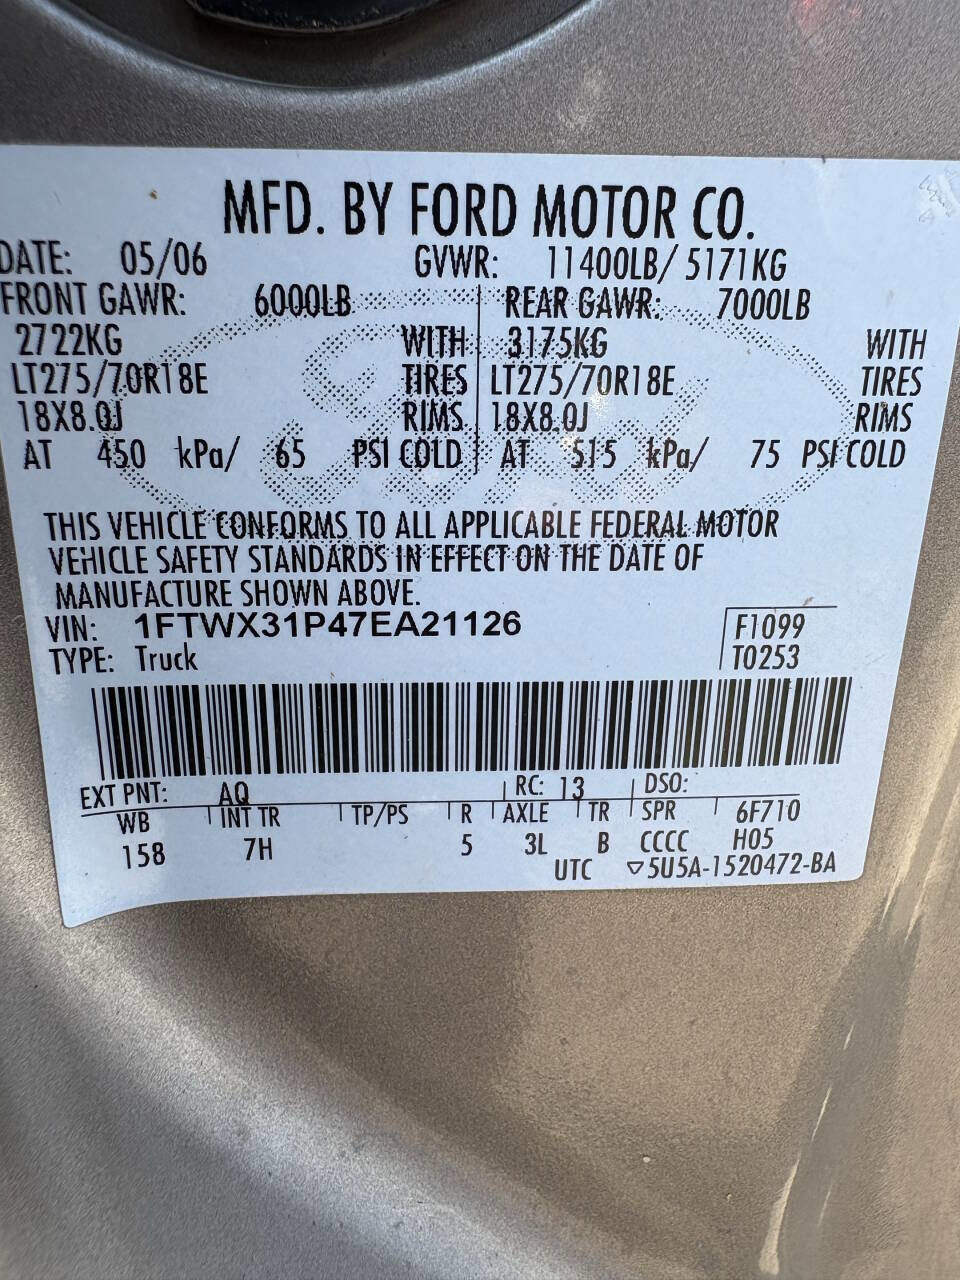 MFD. BY FORD MOTOR CO.
DATE: 05/06 GVWR: 11400LB/ 5171KG
FRONT GAWR: 6000LB REAR GAWR: 7000LB
2722KG WITH 3175KG WITH
LT275/70R18E TIRES LT275/70R18E TIRES
18X8.0J RIMS 18X8.0J RIMS
AT 450 kPa/ 65 PSI COLD AT 515 kPa/ 75 PSI COLD
THIS VEHICLE CONFORMS TO ALL APPLICABLE FEDERAL MOTOR
VEHICLE SAFETY STANDARDS IN EFFECT ON THE DATE OF
MANUFACTURE SHOWN ABOVE.
VIN: 1FTWX31P47EA21126 F1099
TYPE: Truck T0253
EXT PNT: AQ RC: 13 DSO:
WB INT TR TP/PS R AXLE TR SPR 6F710
158 7H 5 3L B CCCC H05
UTC ▽5U5A-1520472-BA